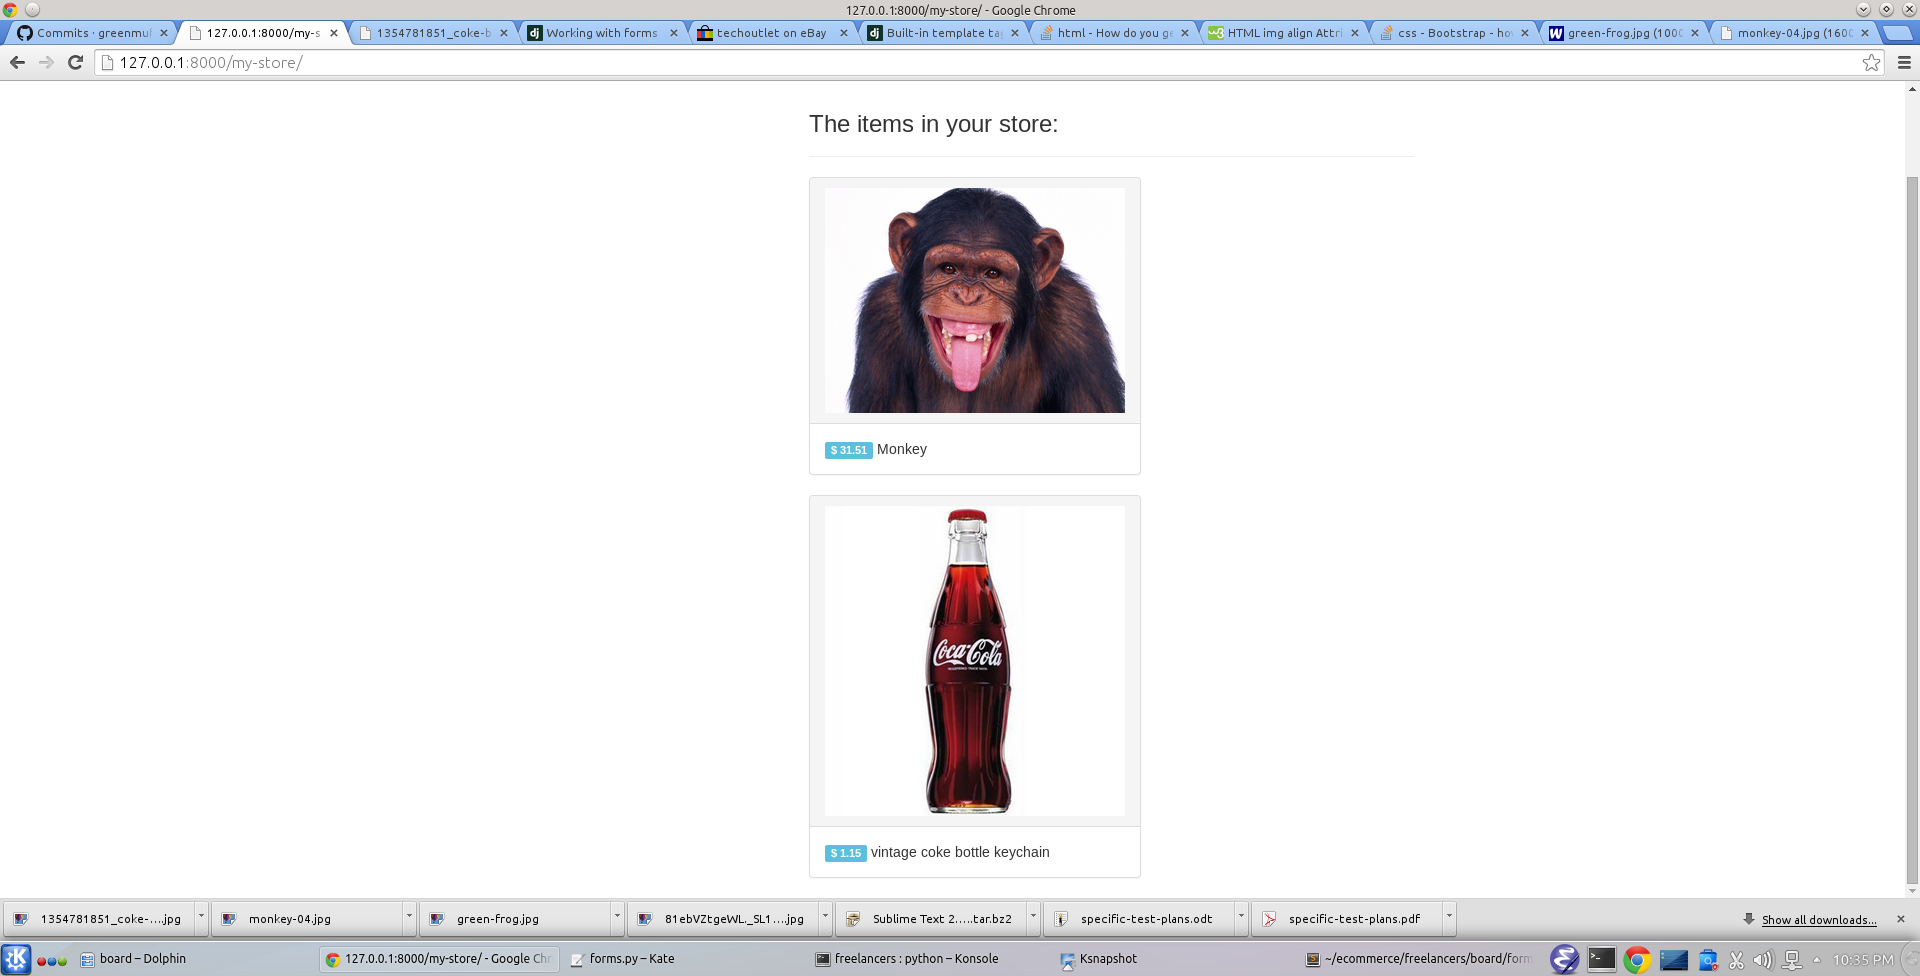 127.0.0.1:8000/my-store/ - Google Chrome
Commits · greenmu
127.0.0.1:8000/my-s
1354781851_coke-b
Working with forms
techoutlet on eBay
Built-in template ta
html - How do you ge
HTML img align Attri
css - Bootstrap - ho
green-frog.jpg (100
monkey-04.jpg (160
127.0.0.1:8000/my-store/
The items in your store:
$ 31.51 Monkey
Coca-Cola
$ 1.15 vintage coke bottle keychain
1354781851_coke-....jpg
monkey-04.jpg
green-frog.jpg
81ebVZtgeWL._SL1....jpg
Sublime Text 2.....tar.bz2
specific-test-plans.odt
specific-test-plans.pdf
Show all downloads...
board – Dolphin
127.0.0.1:8000/my-store/ - Google Chr
forms.py – Kate
freelancers : python – Konsole
Ksnapshot
~/ecommerce/freelancers/board/form
10:35 PM